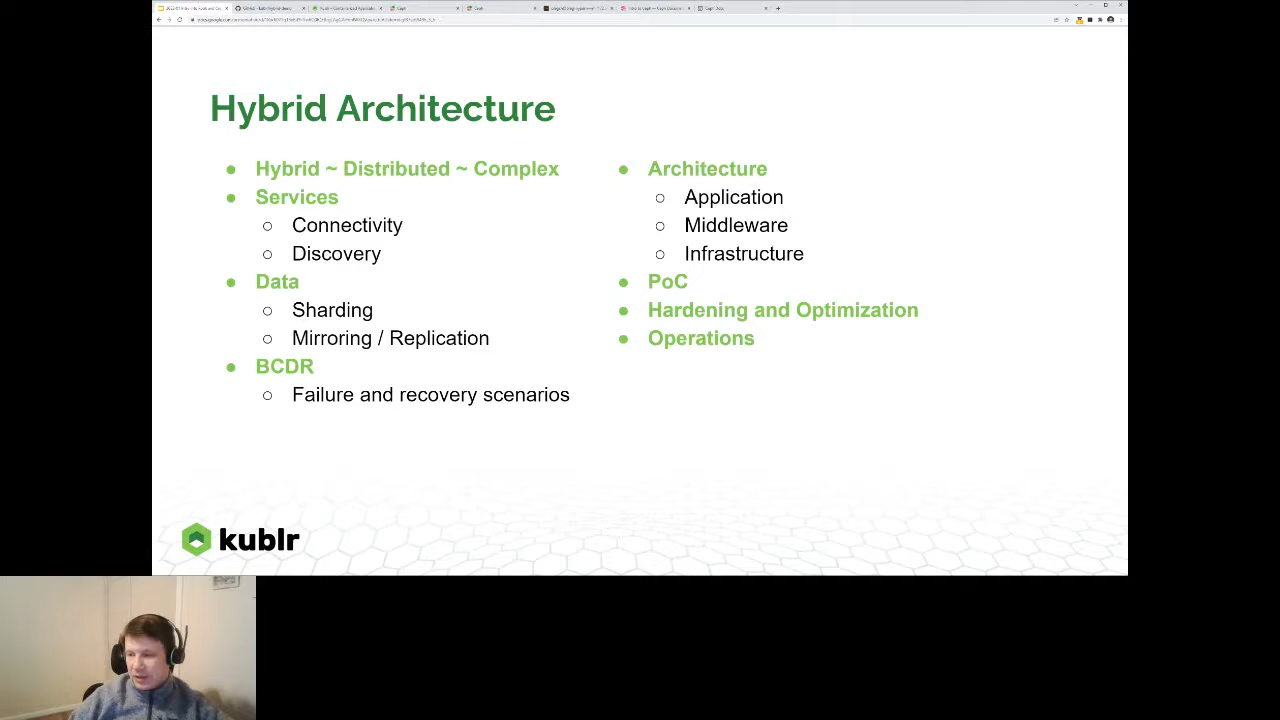 Hybrid Architecture
Hybrid ~ Distributed ~ Complex
Services
Connectivity
Discovery
Data
Sharding
Mirroring / Replication
BCDR
Failure and recovery scenarios
Architecture
Application
Middleware
Infrastructure
PoC
Hardening and Optimization
Operations
kublr